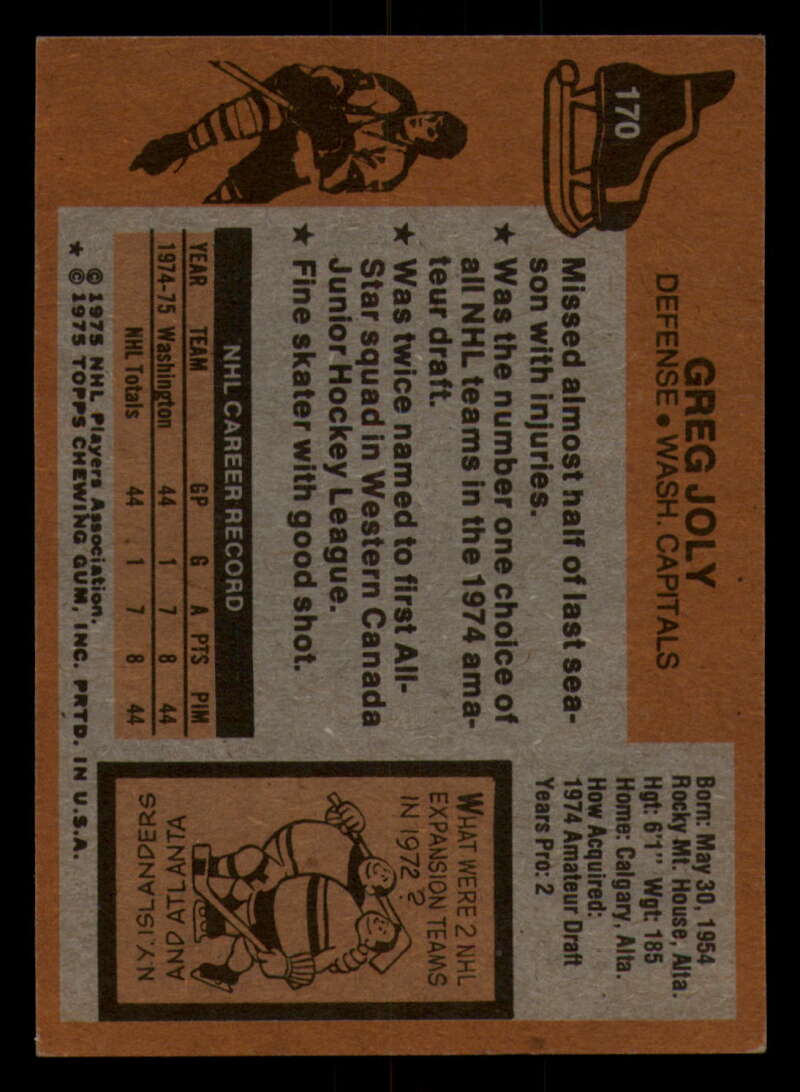 170
GREG JOLY
DEFENSE • WASH. CAPITALS
Born: May 30, 1954
Rocky Mt. House, Alta.
Hgt: 6'1" Wgt: 185
Home: Calgary, Alta.
How Acquired:
1974 Amateur Draft
Years Pro: 2
Missed almost half of last sea-
son with injuries.
★ Was the number one choice of
all NHL teams in the 1974 ama-
teur draft.
★ Was twice named to first All-
Star squad in Western Canada
Junior Hockey League.
★ Fine skater with good shot.
NHL CAREER RECORD
YEAR TEAM GP G A PTS PIM
1974-75 Washington 44 1 7 8 44
NHL Totals 44 1 7 8 44
© 1975 NHL Players Association.
★ © 1975 TOPPS CHEWING GUM, INC. PRTD. IN U.S.A.
WHAT WERE 2 NHL
EXPANSION TEAMS
IN 1972?
N.Y. ISLANDERS
AND ATLANTA